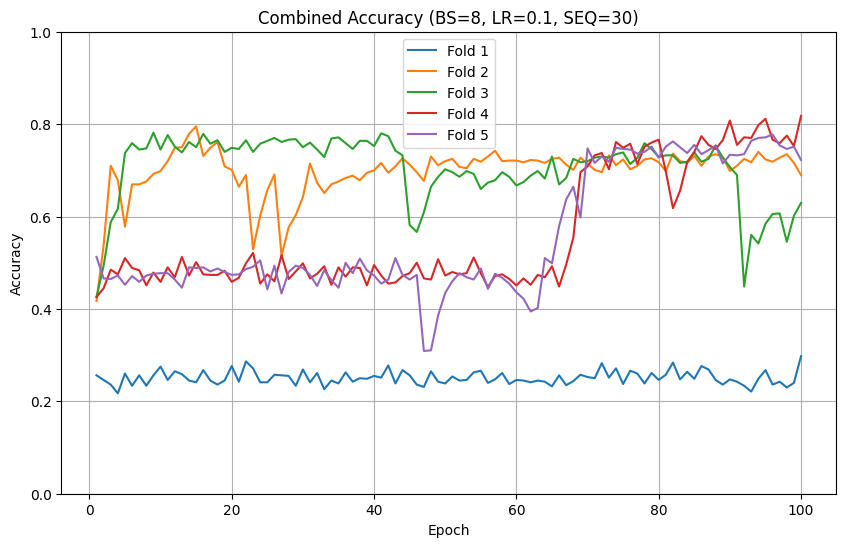 Combined Accuracy (BS=8, LR=0.1, SEQ=30)
Fold 1
Fold 2
Fold 3
Fold 4
Fold 5
Accuracy
1.0
0.8
0.6
0.4
0.2
0.0
0 20 40 60 80 100
Epoch